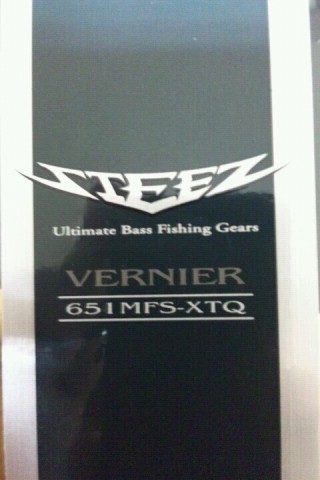 STEEZ
Ultimate Bass Fishing Gears
VERNIER
651MFS-XTQ